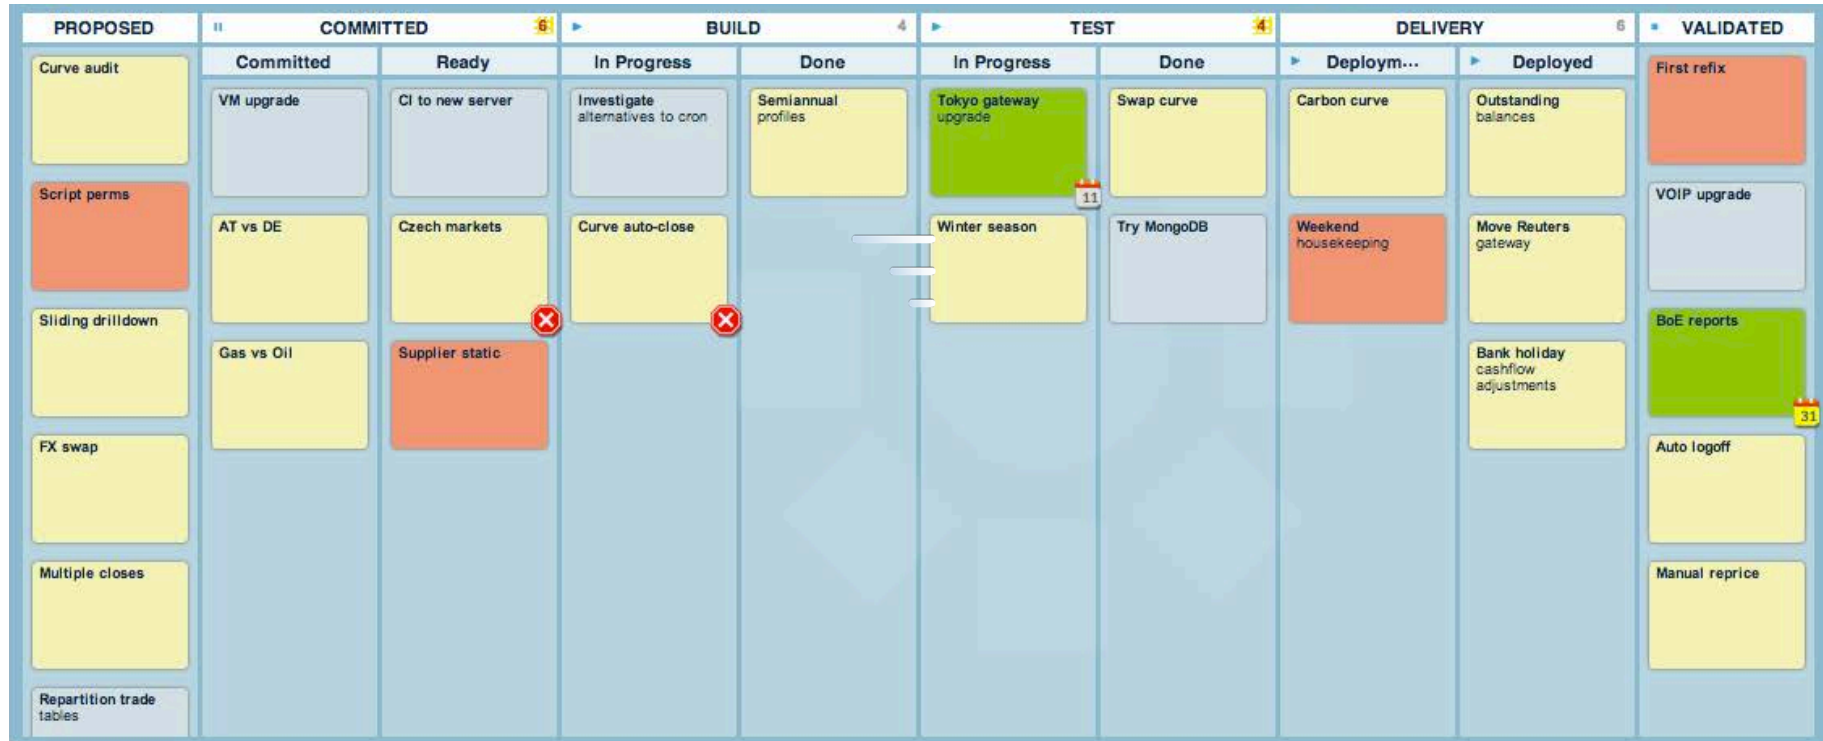 PROPOSED
COMMITTED 6
BUILD 4
TEST 4
DELIVERY 6
VALIDATED
Committed
Ready
In Progress
Done
In Progress
Done
Deploym...
Deployed
Curve audit
Script perms
Sliding drilldown
FX swap
Multiple closes
Repartition trade
tables
VM upgrade
AT vs DE
Gas vs Oil
CI to new server
Czech markets
Supplier static
Investigate
alternatives to cron
Curve auto-close
Semiannual
profiles
Tokyo gateway
upgrade
11
Winter season
Swap curve
Try MongoDB
Carbon curve
Weekend
housekeeping
Outstanding
balances
Move Reuters
gateway
Bank holiday
cashflow
adjustments
First refix
VOIP upgrade
BoE reports
31
Auto logoff
Manual reprice